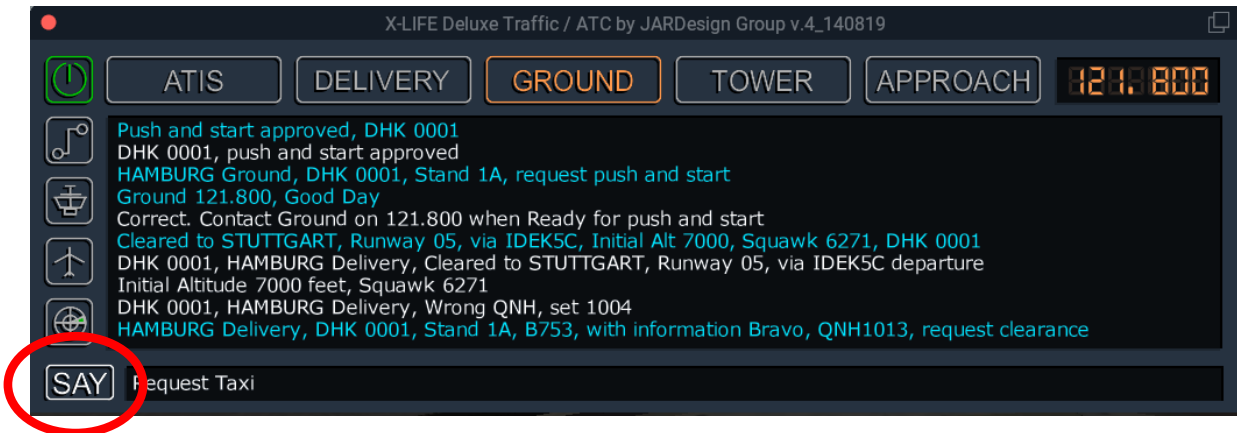 X-LIFE Deluxe Traffic / ATC by JARDesign Group v.4_140819
ATIS DELIVERY GROUND TOWER APPROACH 121.800
Push and start approved, DHK 0001
DHK 0001, push and start approved
HAMBURG Ground, DHK 0001, Stand 1A, request push and start
Ground 121.800, Good Day
Correct. Contact Ground on 121.800 when Ready for push and start
Cleared to STUTTGART, Runway 05, via IDEK5C, Initial Alt 7000, Squawk 6271, DHK 0001
DHK 0001, HAMBURG Delivery, Cleared to STUTTGART, Runway 05, via IDEK5C departure
Initial Altitude 7000 feet, Squawk 6271
DHK 0001, HAMBURG Delivery, Wrong QNH, set 1004
HAMBURG Delivery, DHK 0001, Stand 1A, B753, with information Bravo, QNH1013, request clearance
SAY Request Taxi